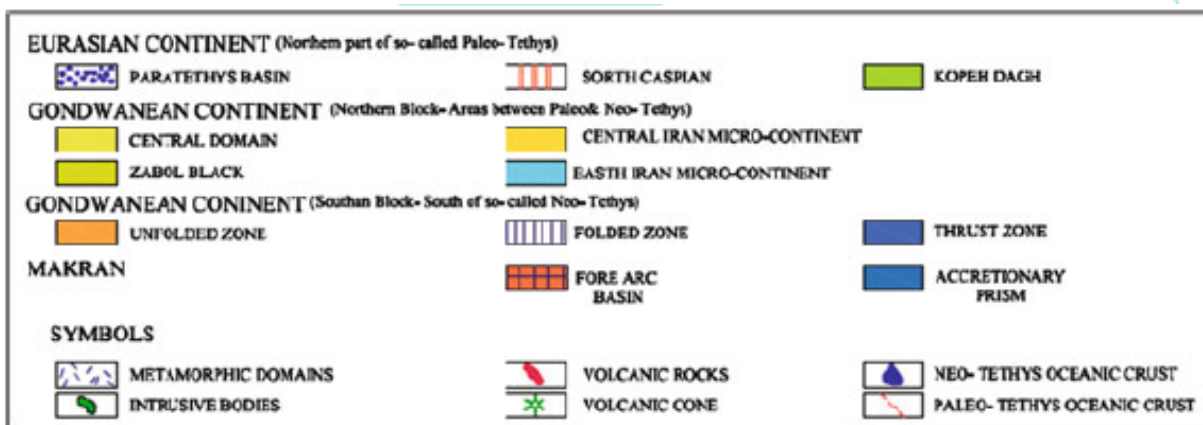 EURASIAN CONTINENT (Northern part of so- called Paleo- Tethys)
PARATETHYS BASIN SORTH CASPIAN KOPEH DAGH
GONDWANEAN CONTINENT (Northern Block- Areas between Paleo& Neo- Tethys)
CENTRAL DOMAIN CENTRAL IRAN MICRO-CONTINENT
ZABOL BLACK EASTH IRAN MICRO-CONTINENT
GONDWANEAN CONINENT (Southan Block- South of so- called Neo- Tethys)
UNFOLDED ZONE FOLDED ZONE THRUST ZONE
MAKRAN FORE ARC BASIN ACCRETIONARY PRISM
SYMBOLS
METAMORPHIC DOMAINS VOLCANIC ROCKS NEO- TETHYS OCEANIC CRUST
INTRUSIVE BODIES VOLCANIC CONE PALEO- TETHYS OCEANIC CRUST